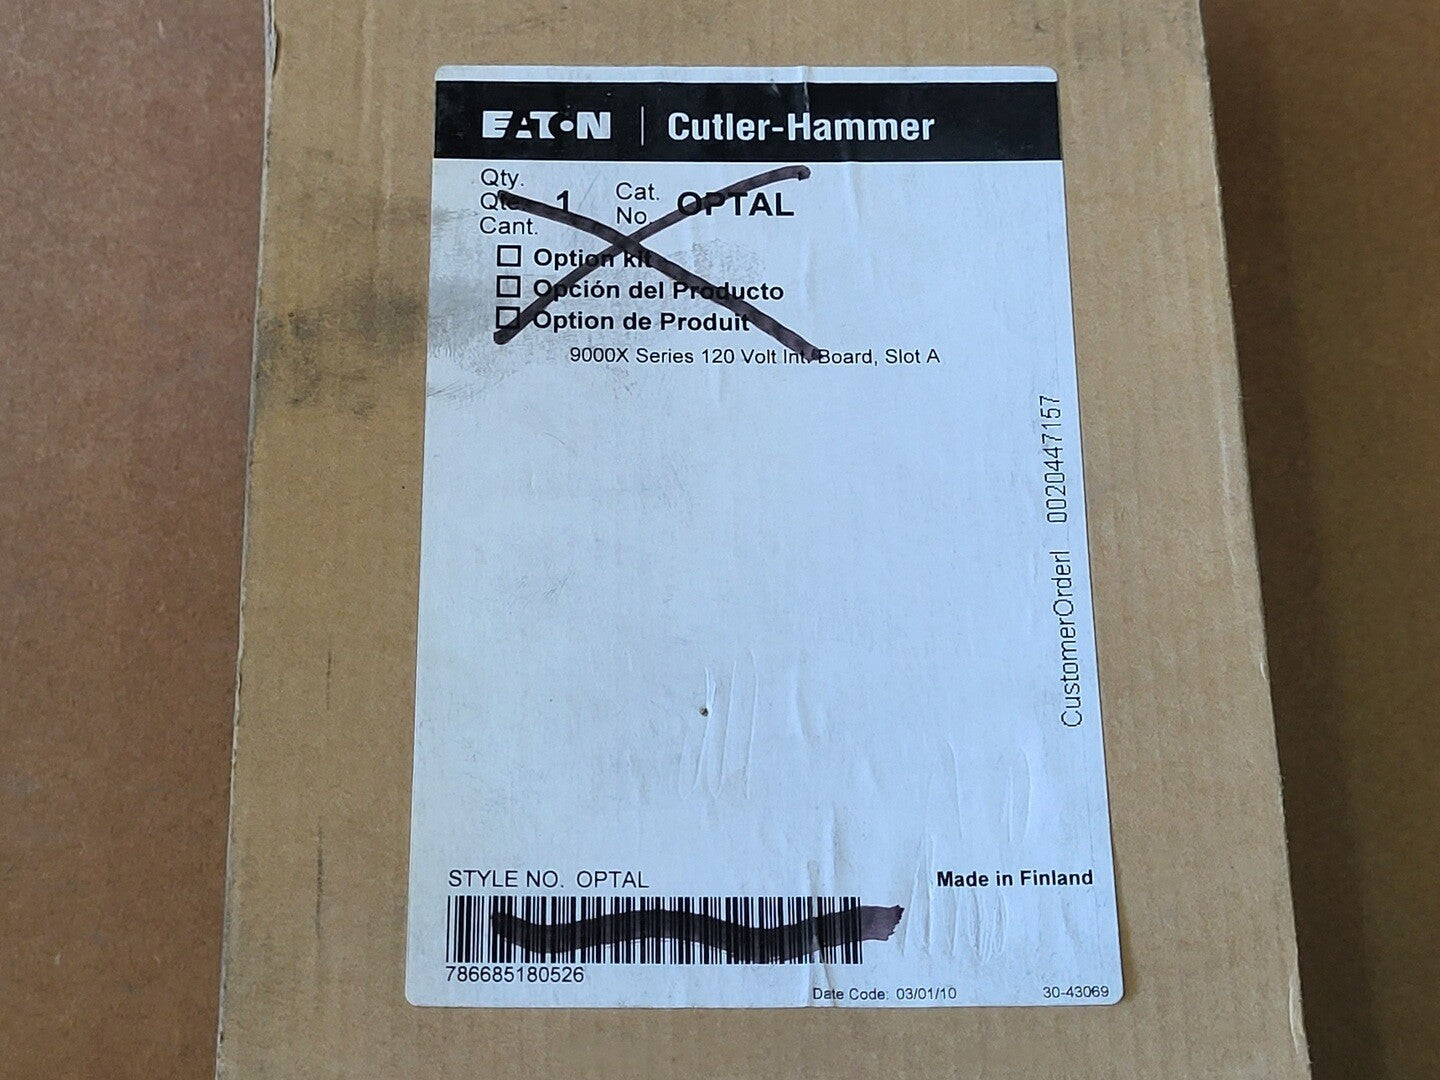 EATON | Cutler-Hammer
Qty.
Qte.
Cant.
1
Cat.
No.
OPTAL
Option kit
Opción del Producto
Option de Produit
9000X Series 120 Volt Int. Board, Slot A
CustomerOrderI 0020447157
STYLE NO. OPTAL
Made in Finland
786685180526
Date Code: 03/01/10
30-43069